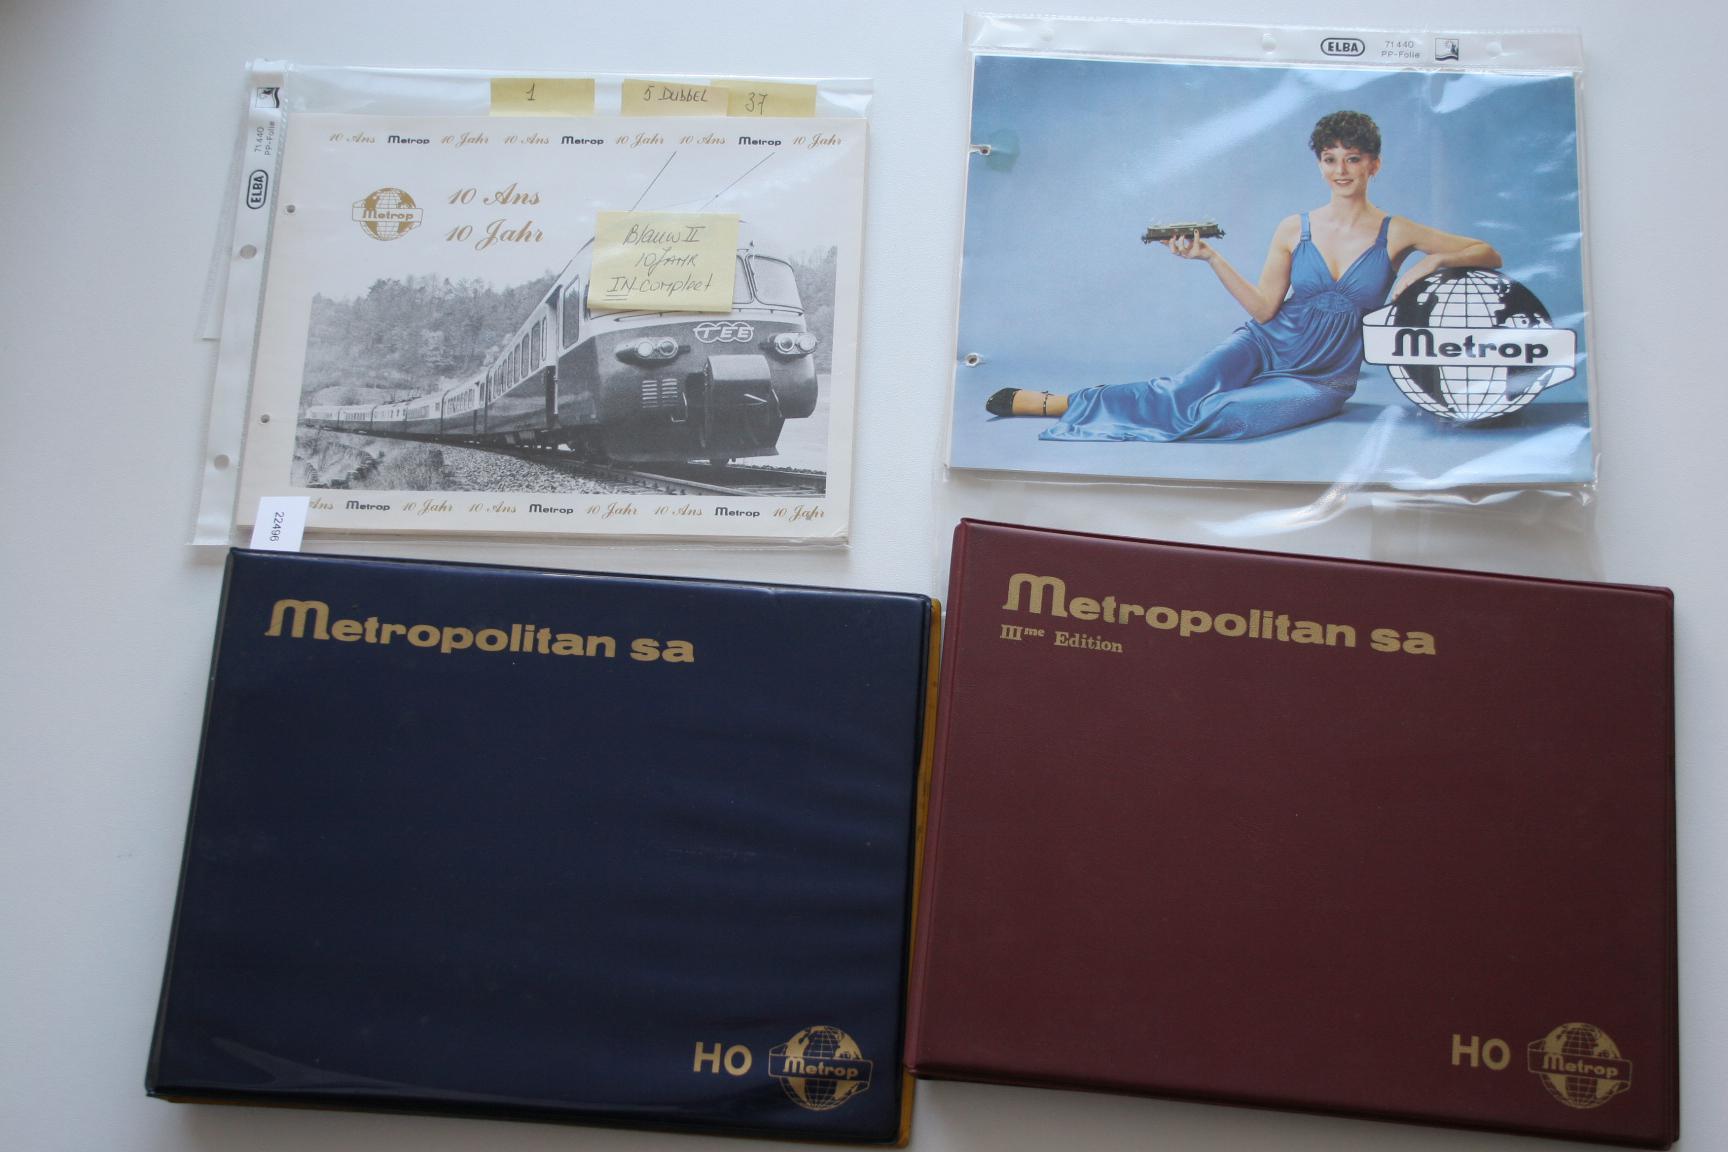 1
5 DUBBEL
37
10 Ans Metrop 10 Jahr 10 Ans Metrop 10 Jahr 10 Ans Metrop 10 Jahr
Metrop
10 Ans
10 Jahr
Blauw II
10 JAHR
INcompleet
TEE
Ans Metrop 10 Jahr 10 Ans Metrop 10 Jahr 10 Ans Metrop 10 Jahr
ELBA
71 440
PP-Folie
22496
ELBA
71 440
PP-Folie
Metrop
Metropolitan sa
HO
Metrop
Metropolitan sa
IIIme Edition
HO
Metrop